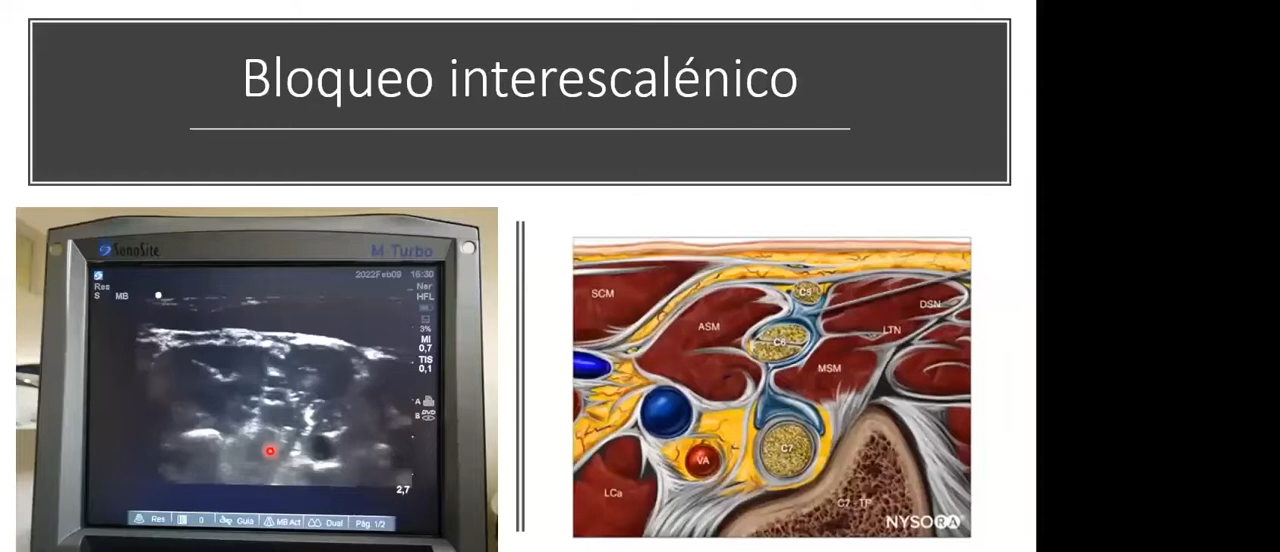 Bloqueo interescalénico
SonoSite
M-Turbo
2022Feb09 16:30
Res
S MB
Ner
HFL
3%
MI
0,7
TIS
0,1
A
B DVD
2,7
Res 0 Guía MB Act Dual Pág 1/2
SCM
ASM
C5
C6
DSN
LTN
MSM
VA
C7
LCa
C7 - TP
NYSORA